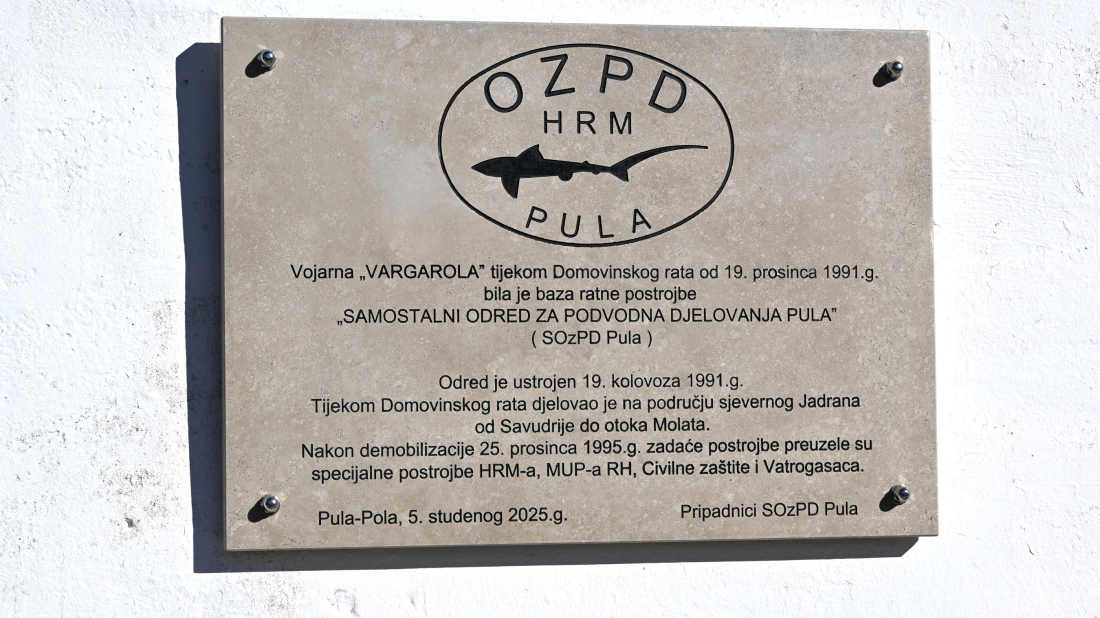 OZPD
HRM
PULA
Vojarna „VARGAROLA” tijekom Domovinskog rata od 19. prosinca 1991.g.
bila je baza ratne postrojbe
„SAMOSTALNI ODRED ZA PODVODNA DJELOVANJA PULA”
( SOzPD Pula )
Odred je ustrojen 19. kolovoza 1991.g.
Tijekom Domovinskog rata djelovao je na području sjevernog Jadrana
od Savudrije do otoka Molata.
Nakon demobilizacije 25. prosinca 1995.g. zadaće postrojbe preuzele su
specijalne postrojbe HRM-a, MUP-a RH, Civilne zaštite i Vatrogasaca.
Pula-Pola, 5. studenog 2025.g.
Pripadnici SOzPD Pula